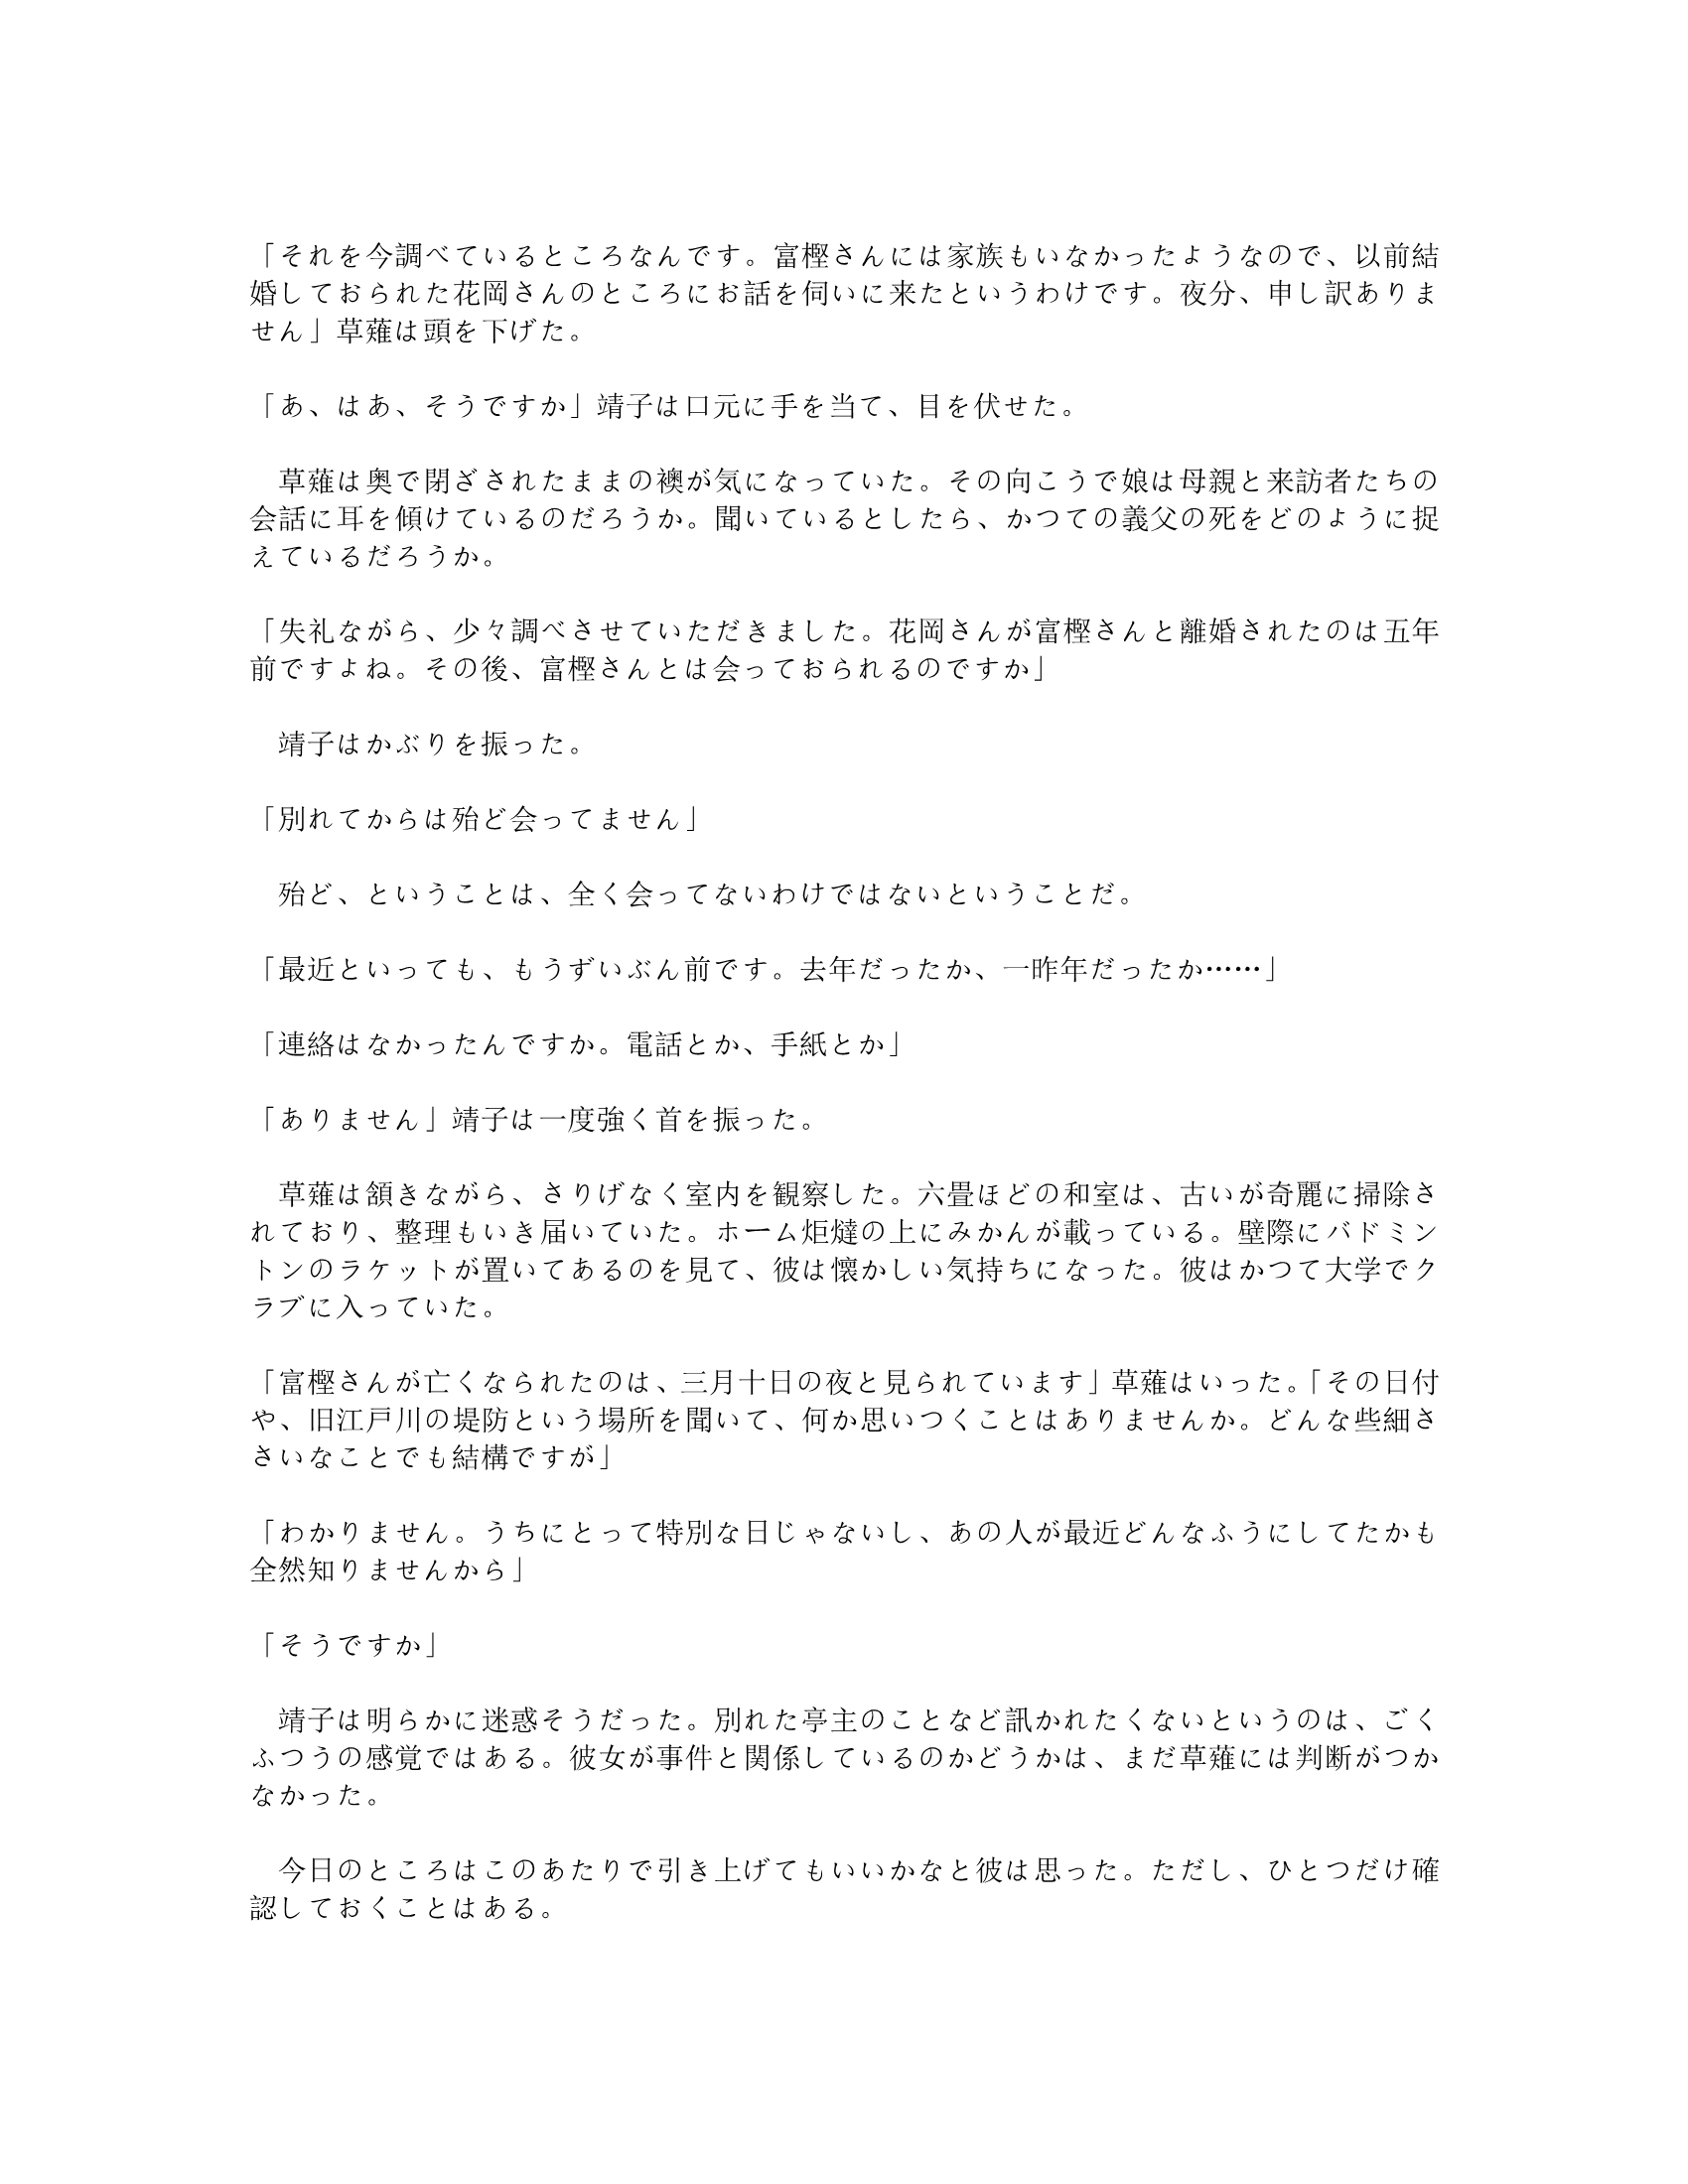 「それを今調べているところなんです。富樫さんには家族もいなかったようなので、以前結
婚しておられた花岡さんのところにお話を伺いに来たというわけです。夜分、申し訳ありま
せん」草薙は頭を下げた。
「あ、はあ、そうですか」靖子は口元に手を当て、目を伏せた。
　草薙は奥で閉ざされたままの襖が気になっていた。その向こうで娘は母親と来訪者たちの
会話に耳を傾けているのだろうか。聞いているとしたら、かつての義父の死をどのように捉
えているだろうか。
「失礼ながら、少々調べさせていただきました。花岡さんが富樫さんと離婚されたのは五年
前ですよね。その後、富樫さんとは会っておられるのですか」
　靖子はかぶりを振った。
「別れてからは殆ど会ってません」
　殆ど、ということは、全く会ってないわけではないということだ。
「最近といっても、もうずいぶん前です。去年だったか、一昨年だったか……」
「連絡はなかったんですか。電話とか、手紙とか」
「ありません」靖子は一度強く首を振った。
　草薙は頷きながら、さりげなく室内を観察した。六畳ほどの和室は、古いが奇麗に掃除さ
れており、整理もいき届いていた。ホーム炬燵の上にみかんが載っている。壁際にバドミン
トンのラケットが置いてあるのを見て、彼は懐かしい気持ちになった。彼はかつて大学でク
ラブに入っていた。
「富樫さんが亡くなられたのは、三月十日の夜と見られています」草薙はいった。「その日付
や、旧江戸川の堤防という場所を聞いて、何か思いつくことはありませんか。どんな些細さ
さいなことでも結構ですが」
「わかりません。うちにとって特別な日じゃないし、あの人が最近どんなふうにしてたかも
全然知りませんから」
「そうですか」
　靖子は明らかに迷惑そうだった。別れた亭主のことなど訊かれたくないというのは、ごく
ふつうの感覚ではある。彼女が事件と関係しているのかどうかは、まだ草薙には判断がつか
なかった。
　今日のところはこのあたりで引き上げてもいいかなと彼は思った。ただし、ひとつだけ確
認しておくことはある。